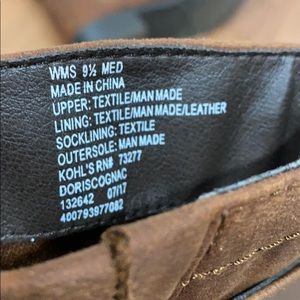 WMS 9½ MED
MADE IN CHINA
UPPER: TEXTILE/MAN MADE
LINING: TEXTILE/MAN MADE/LEATHER
SOCKLINING: TEXTILE
OUTERSOLE: MAN MADE
KOHL'S RN# 73277
DORISCOGNAC
132642 07/17
400793977082